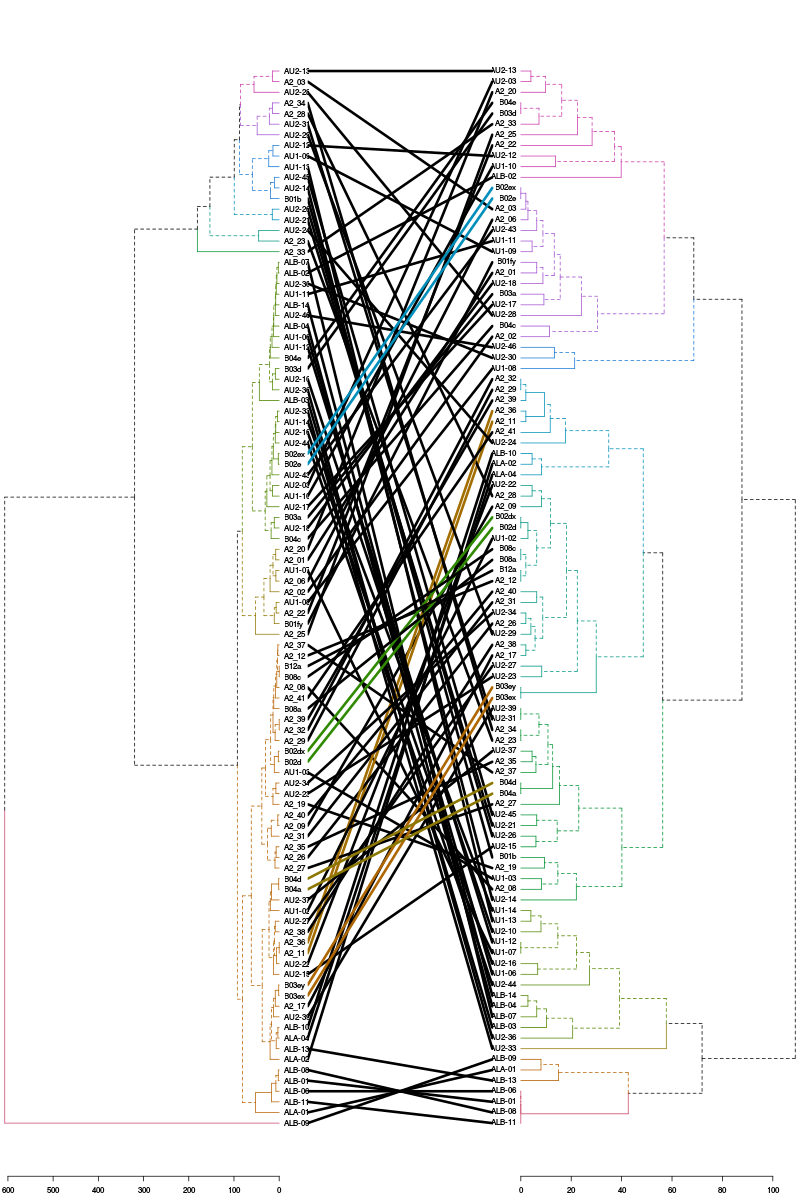 AU2-13
A2_03
AU2-28
A2_34
A2_28
AU2-31
AU2-29
AU2-12
AU1-09
AU1-13
AU2-45
AU2-14
B01b
AU2-26
AU2-21
AU2-24
A2_23
A2_33
ALB-07
ALB-02
AU2-30
AU1-11
ALB-14
AU2-46
ALB-04
AU1-06
AU1-12
B04e
B03d
AU2-10
AU2-36
ALB-03
AU2-33
AU1-14
AU2-16
AU2-44
B02ex
B02e
AU2-43
AU2-03
AU1-10
AU2-17
B03a
AU2-18
B04c
A2_20
A2_01
AU1-07
A2_06
A2_02
AU1-08
A2_22
B01fy
A2_25
A2_37
A2_12
B12a
B08c
A2_08
A2_41
B08a
A2_39
A2_32
A2_29
B02dx
B02d
AU1-03
AU2-34
AU2-23
A2_19
A2_40
A2_09
A2_31
A2_35
A2_26
A2_27
B04d
B04a
AU2-37
AU1-02
AU2-27
A2_38
A2_36
A2_11
AU2-22
AU2-15
B03ey
B03ex
A2_17
AU2-39
ALB-10
ALA-04
ALB-13
ALA-02
ALB-08
ALB-01
ALB-06
ALB-11
ALA-01
ALB-09
AU2-13
AU2-03
A2_20
B04e
B03d
A2_33
A2_25
A2_22
AU2-12
AU1-10
ALB-02
B02ex
B02e
A2_03
A2_06
AU2-43
AU1-11
AU1-09
B01fy
A2_01
AU2-18
B03a
AU2-17
AU2-28
B04c
A2_02
AU2-46
AU2-30
AU1-08
A2_32
A2_29
A2_39
A2_36
A2_11
A2_41
AU2-24
ALB-10
ALA-02
ALA-04
AU2-22
A2_28
A2_09
B02dx
B02d
AU1-02
B08c
B08a
B12a
A2_12
A2_40
A2_31
AU2-34
A2_26
AU2-29
A2_38
A2_17
AU2-27
AU2-23
B03ey
B03ex
AU2-39
AU2-31
A2_34
A2_23
AU2-37
A2_35
A2_37
B04d
B04a
A2_27
AU2-45
AU2-21
AU2-26
AU2-15
B01b
A2_19
AU1-03
A2_08
AU2-14
AU1-14
AU1-13
AU2-10
AU1-12
AU1-07
AU2-16
AU1-06
AU2-44
ALB-14
ALB-04
ALB-07
ALB-03
AU2-36
AU2-33
ALB-09
ALA-01
ALB-13
ALB-06
ALB-01
ALB-08
ALB-11
600 500 400 300 200 100 0
0 20 40 60 80 100